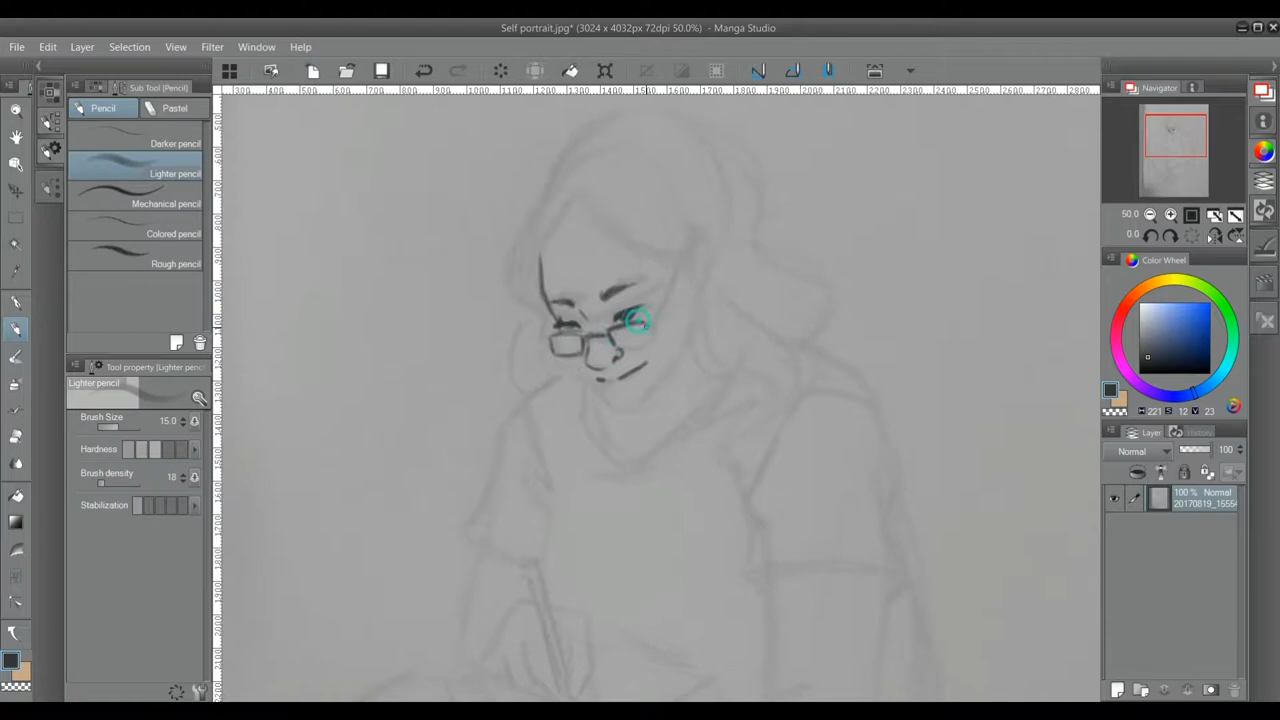 Self portrait.jpg* (3024 x 4032px 72dpi 50.0%) - Manga Studio
File Edit Layer Selection View Filter Window Help
Sub Tool [Pencil]
Pencil Pastel
Darker pencil
Lighter pencil
Mechanical pencil
Colored pencil
Rough pencil
Tool property [Lighter pencil]
Lighter pencil
Brush Size 15.0
Hardness
Brush density 18
Stabilization
Navigator
50.0
0.0
Color Wheel
H 221 S 12 V 23
Layer History
Normal 100
100 % Normal
20170819_1555